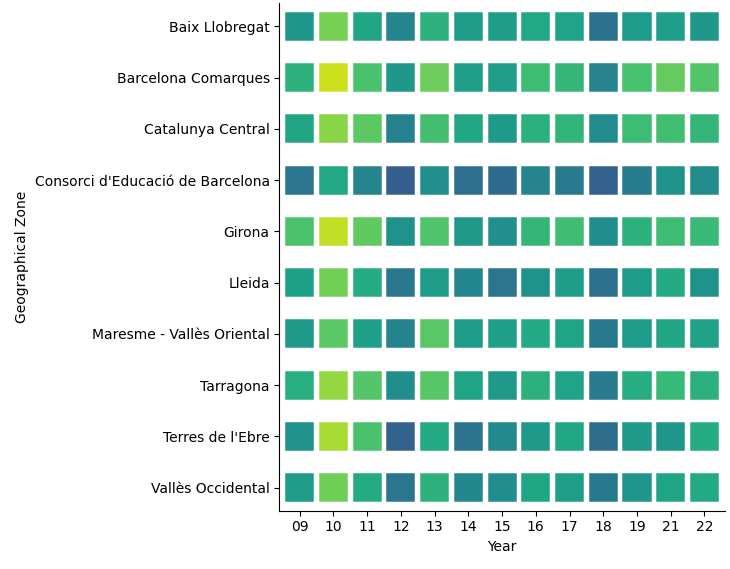 Geographical Zone
Baix Llobregat
Barcelona Comarques
Catalunya Central
Consorci d'Educació de Barcelona
Girona
Lleida
Maresme - Vallès Oriental
Tarragona
Terres de l'Ebre
Vallès Occidental
09 10 11 12 13 14 15 16 17 18 19 21 22
Year